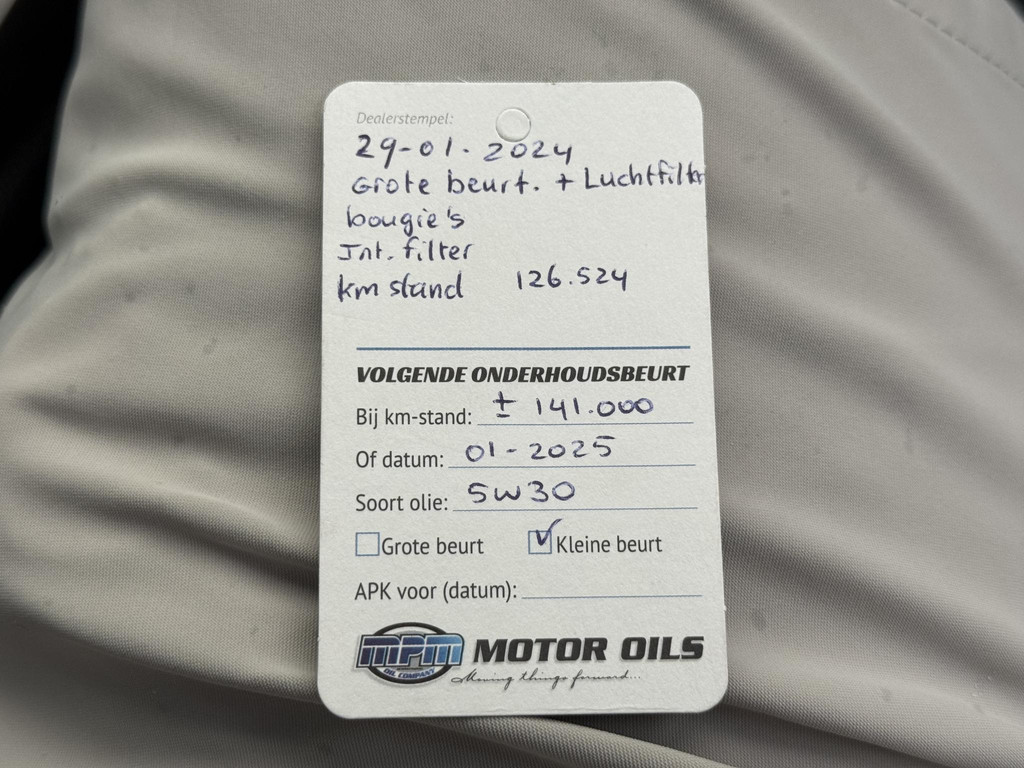 Dealerstempel:
29-01-2024
Grote beurt. + Luchtfilter
bougie's
Int. filter
km stand 126.524
VOLGENDE ONDERHOUDSBEURT
Bij km-stand: ± 141.000
Of datum: 01-2025
Soort olie: 5W30
Grote beurt Kleine beurt
APK voor (datum):
MPM MOTOR OILS
OIL COMPANY
Moving things forward...